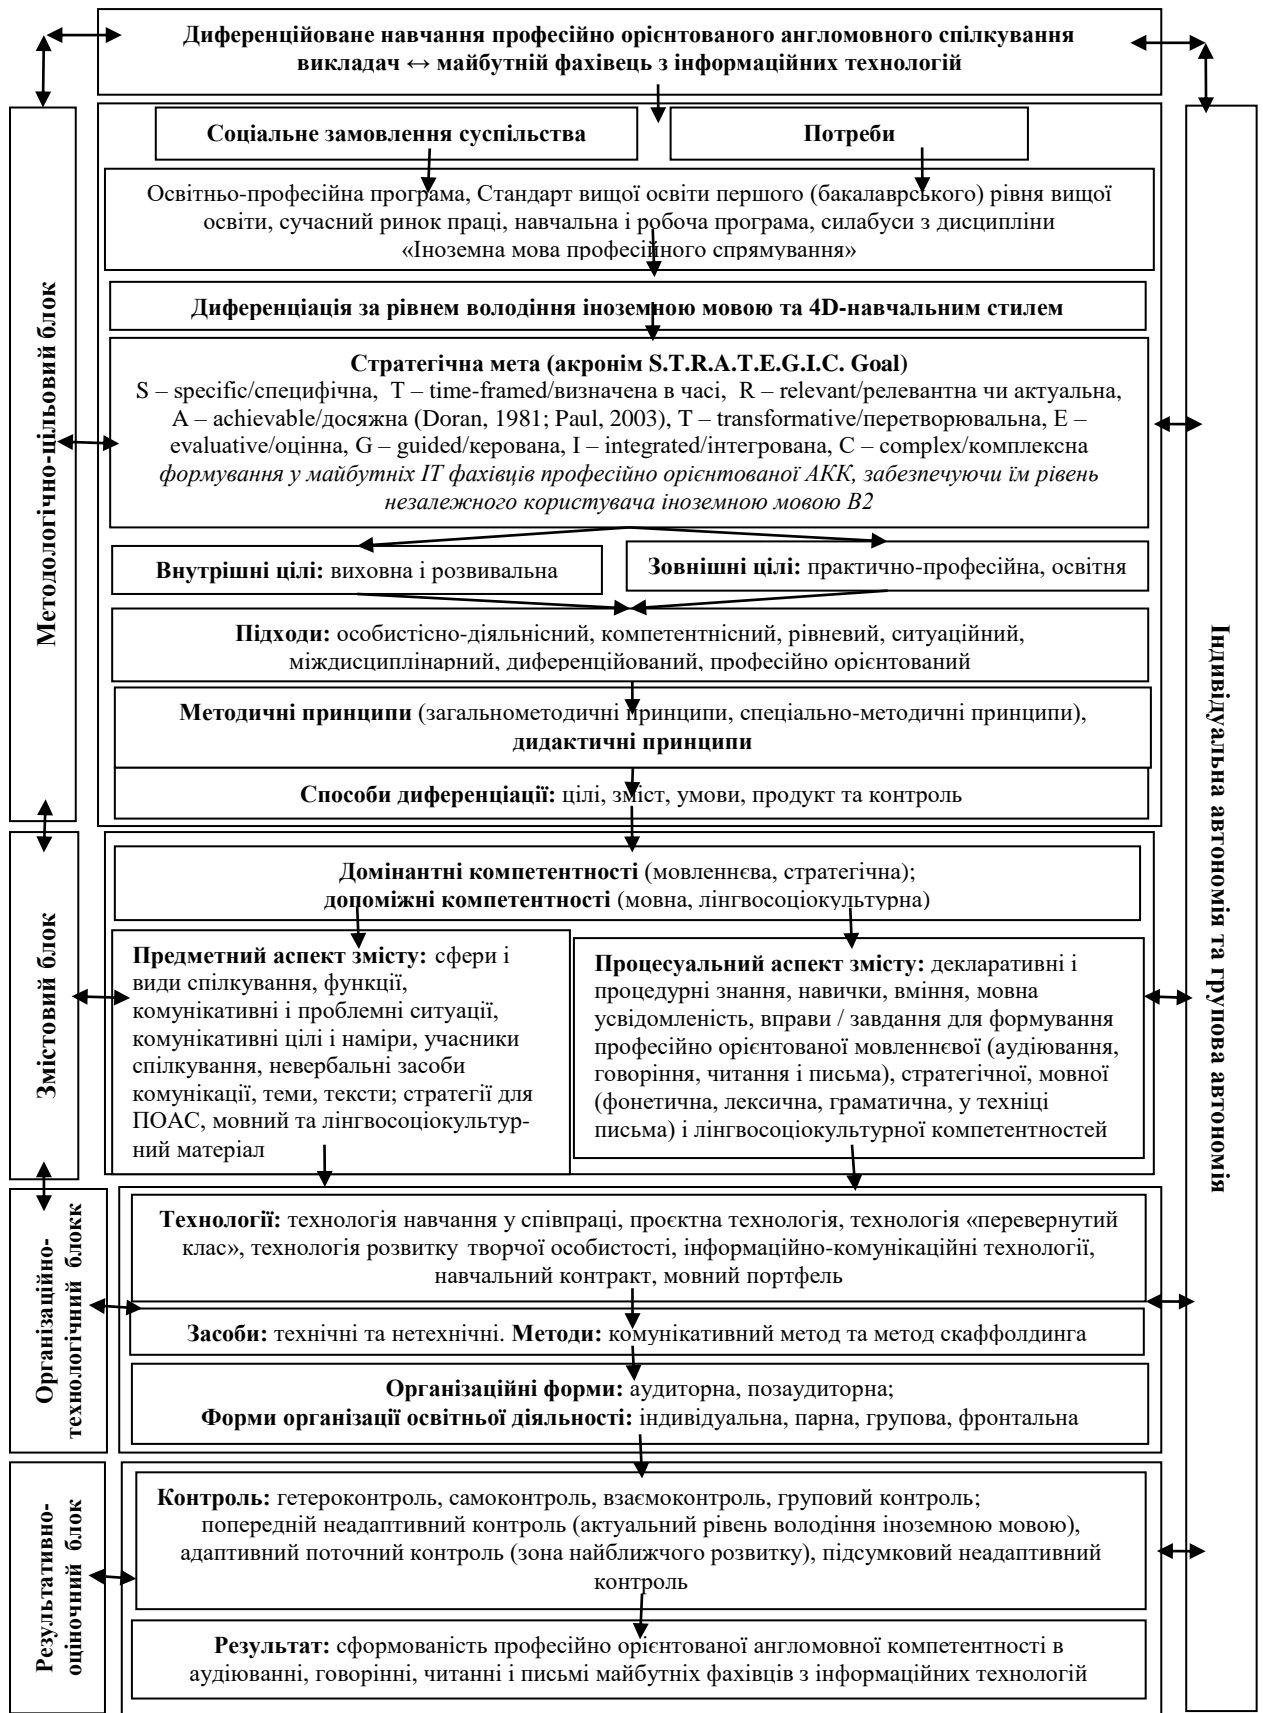 Диференційоване навчання професійно орієнтованого англомовного спілкування
викладач ↔ майбутній фахівець з інформаційних технологій
Соціальне замовлення суспільства
Потреби
Освітньо-професійна програма, Стандарт вищої освіти першого (бакалаврського) рівня вищої
освіти, сучасний ринок праці, навчальна і робоча програма, силабуси з дисципліни
«Іноземна мова професійного спрямування»
Диференціація за рівнем володіння іноземною мовою та 4D-навчальним стилем
Стратегічна мета (акронім S.T.R.A.T.E.G.I.C. Goal)
S – specific/специфічна, T – time-framed/визначена в часі, R – relevant/релевантна чи актуальна,
A – achievable/досяжна (Doran, 1981; Paul, 2003), T – transformative/перетворювальна, E –
evaluative/оцінна, G – guided/керована, I – integrated/інтегрована, C – complex/комплексна
формування у майбутніх ІТ фахівців професійно орієнтованої АКК, забезпечуючи їм рівень
незалежного користувача іноземною мовою В2
Внутрішні цілі: виховна і розвивальна
Зовнішні цілі: практично-професійна, освітня
Підходи: особистісно-діяльнісний, компетентнісний, рівневий, ситуаційний,
міждисциплінарний, диференційований, професійно орієнтований
Методичні принципи (загальнометодичні принципи, спеціально-методичні принципи),
дидактичні принципи
Способи диференціації: цілі, зміст, умови, продукт та контроль
Методологічно-цільовий блок
Домінантні компетентності (мовленнєва, стратегічна);
допоміжні компетентності (мовна, лінгвосоціокультурна)
Предметний аспект змісту: сфери і
види спілкування, функції,
комунікативні і проблемні ситуації,
комунікативні цілі і наміри, учасники
спілкування, невербальні засоби
комунікації, теми, тексти; стратегії для
ПОАС, мовний та лінгвосоціокультур-
ний матеріал
Процесуальний аспект змісту: декларативні і
процедурні знання, навички, вміння, мовна
усвідомленість, вправи / завдання для формування
професійно орієнтованої мовленнєвої (аудіювання,
говоріння, читання і письма), стратегічної, мовної
(фонетична, лексична, граматична, у техніці
письма) і лінгвосоціокультурної компетентностей
Змістовий блок
Технології: технологія навчання у співпраці, проєктна технологія, технологія «перевернутий
клас», технологія розвитку творчої особистості, інформаційно-комунікаційні технології,
навчальний контракт, мовний портфель
Засоби: технічні та нетехнічні. Методи: комунікативний метод та метод скаффолдинга
Організаційні форми: аудиторна, позаудиторна;
Форми організації освітньої діяльності: індивідуальна, парна, групова, фронтальна
Організаційно-
технологічний блокк
Контроль: гетероконтроль, самоконтроль, взаємоконтроль, груповий контроль;
попередній неадаптивний контроль (актуальний рівень володіння іноземною мовою),
адаптивний поточний контроль (зона найближчого розвитку), підсумковий неадаптивний
контроль
Результат: сформованість професійно орієнтованої англомовної компетентності в
аудіюванні, говорінні, читанні і письмі майбутніх фахівців з інформаційних технологій
Результативно-
оціночний блок
Індивідуальна автономія та групова автономія